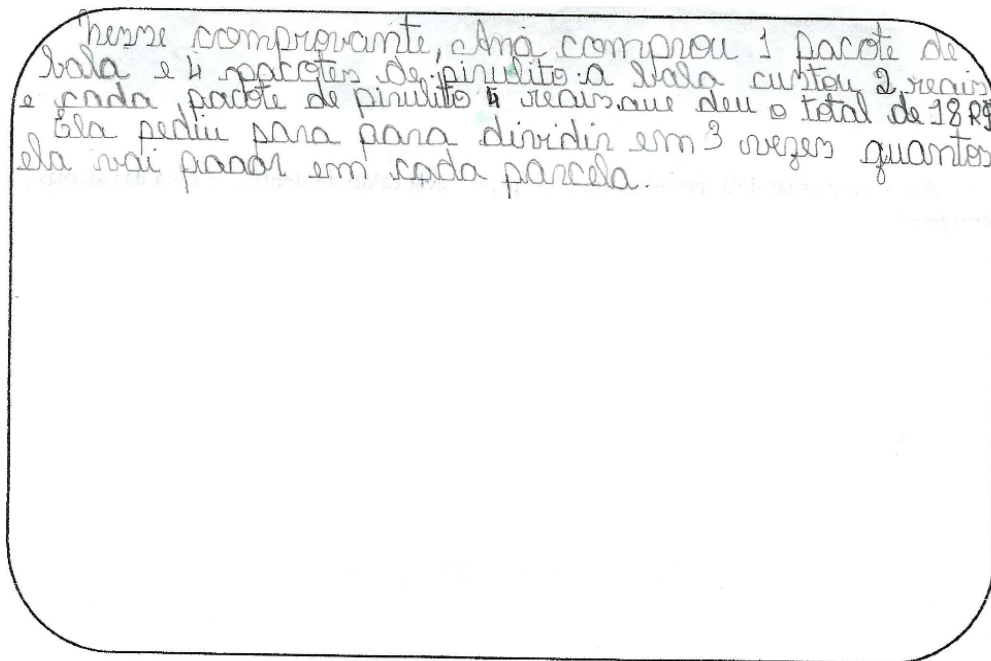 nesse comprovante, Ana comprou 1 pacote de
bala e 4 pacotes de pirulito a bala custou 2 reais
e cada pacote de pirulito 4 reais que deu o total de 18 R$
Ela pediu para para dividir em 3 vezes quantos
ela vai pagar em cada parcela.